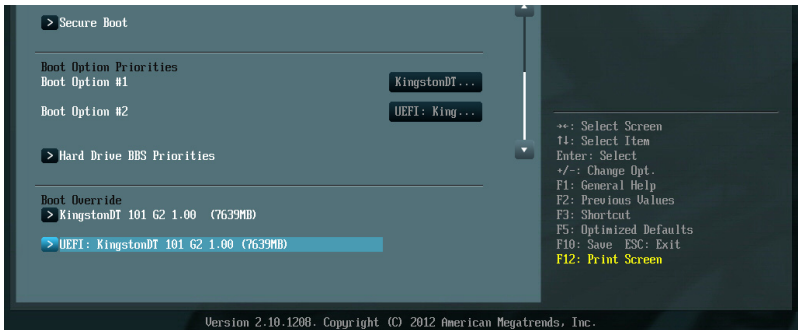 Secure Boot
Boot Option Priorities
Boot Option #1 KingstonDT...
Boot Option #2 UEFI: King...
Hard Drive BBS Priorities
Boot Override
KingstonDT 101 G2 1.00 (7639MB)
UEFI: KingstonDT 101 G2 1.00 (7639MB)
→←: Select Screen
↑↓: Select Item
Enter: Select
+/-: Change Opt.
F1: General Help
F2: Previous Values
F3: Shortcut
F5: Optimized Defaults
F10: Save ESC: Exit
F12: Print Screen
Version 2.10.1208. Copyright (C) 2012 American Megatrends, Inc.